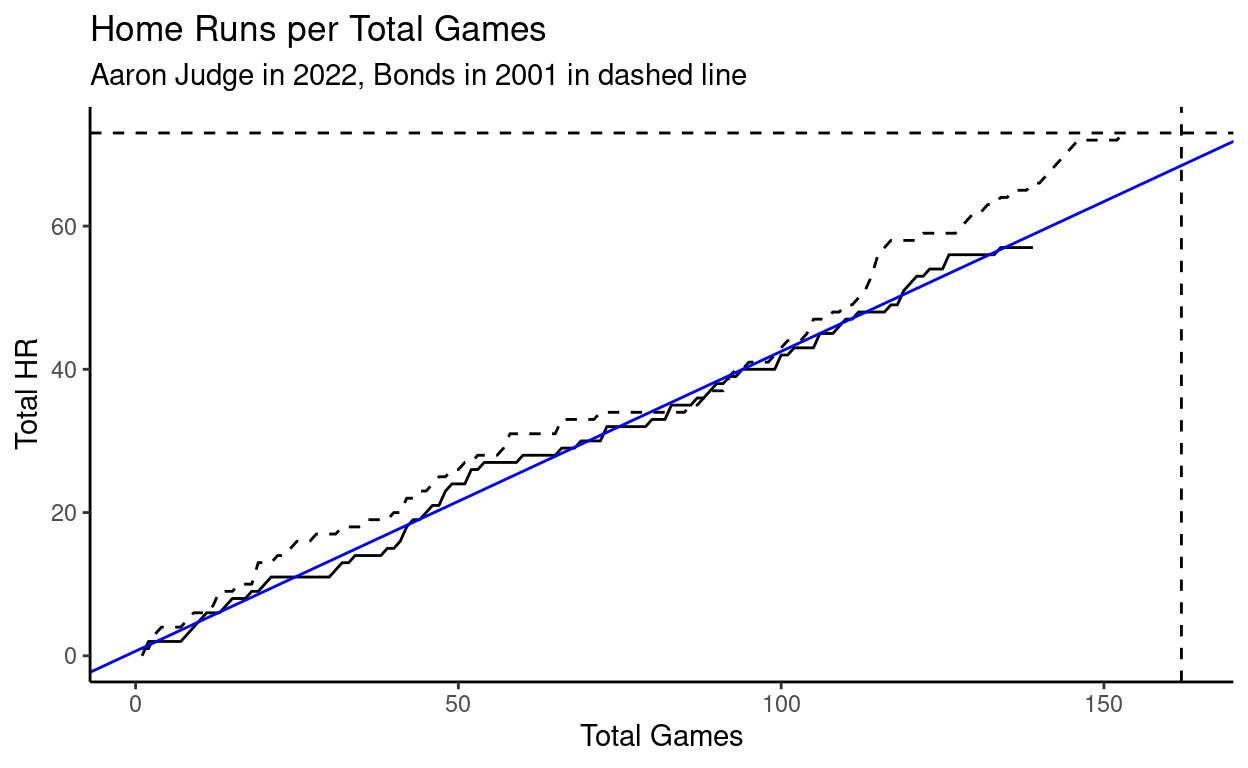 Home Runs per Total Games
Aaron Judge in 2022, Bonds in 2001 in dashed line
Total HR
60
40
20
0
0 50 100 150
Total Games